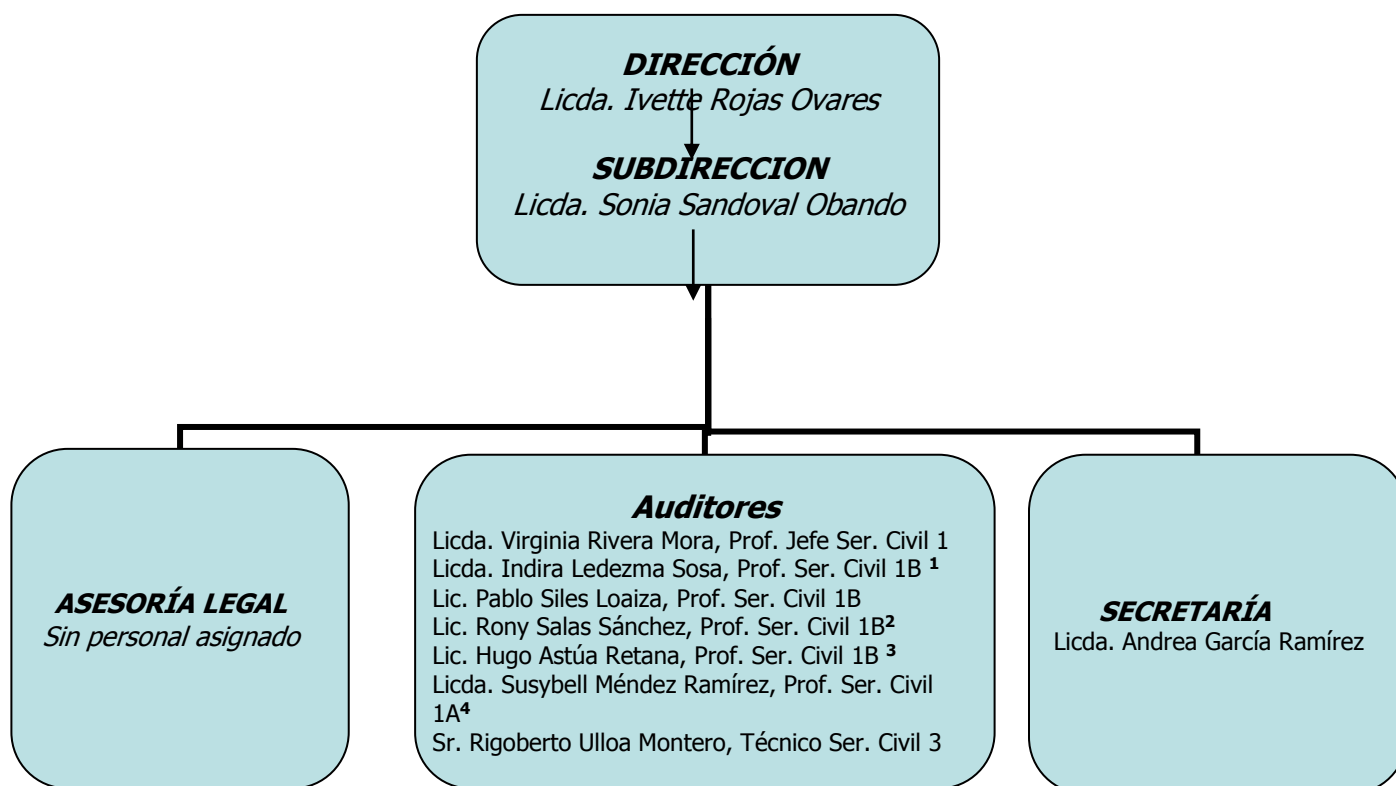 DIRECCIÓN
Licda. Ivette Rojas Ovares
SUBDIRECCION
Licda. Sonia Sandoval Obando
ASESORÍA LEGAL
Sin personal asignado
Auditores
Licda. Virginia Rivera Mora, Prof. Jefe Ser. Civil 1
Licda. Indira Ledezma Sosa, Prof. Ser. Civil 1B ¹
Lic. Pablo Siles Loaiza, Prof. Ser. Civil 1B
Lic. Rony Salas Sánchez, Prof. Ser. Civil 1B²
Lic. Hugo Astúa Retana, Prof. Ser. Civil 1B ³
Licda. Susybell Méndez Ramírez, Prof. Ser. Civil
1A⁴
Sr. Rigoberto Ulloa Montero, Técnico Ser. Civil 3
SECRETARÍA
Licda. Andrea García Ramírez